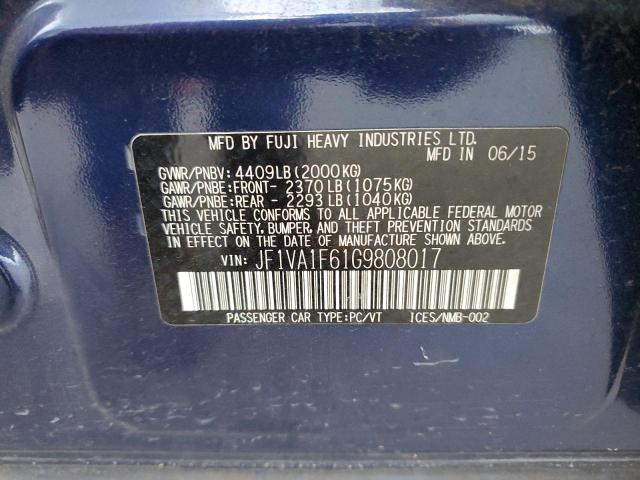 MFD BY FUJI HEAVY INDUSTRIES LTD.
MFD IN 06/15
GVWR/PNBV: 4409LB(2000KG)
GAWR/PNBE:FRONT- 2370LB(1075KG)
GAWR/PNBE:REAR - 2293LB(1040KG)
THIS VEHICLE CONFORMS TO ALL APPLICABLE FEDERAL MOTOR
VEHICLE SAFETY, BUMPER, AND THEFT PREVENTION STANDARDS
IN EFFECT ON THE DATE OF MANUFACTURE SHOWN ABOVE.
VIN: JF1VA1F61G9808017
PASSENGER CAR TYPE:PC/VT ICES/NMB-002